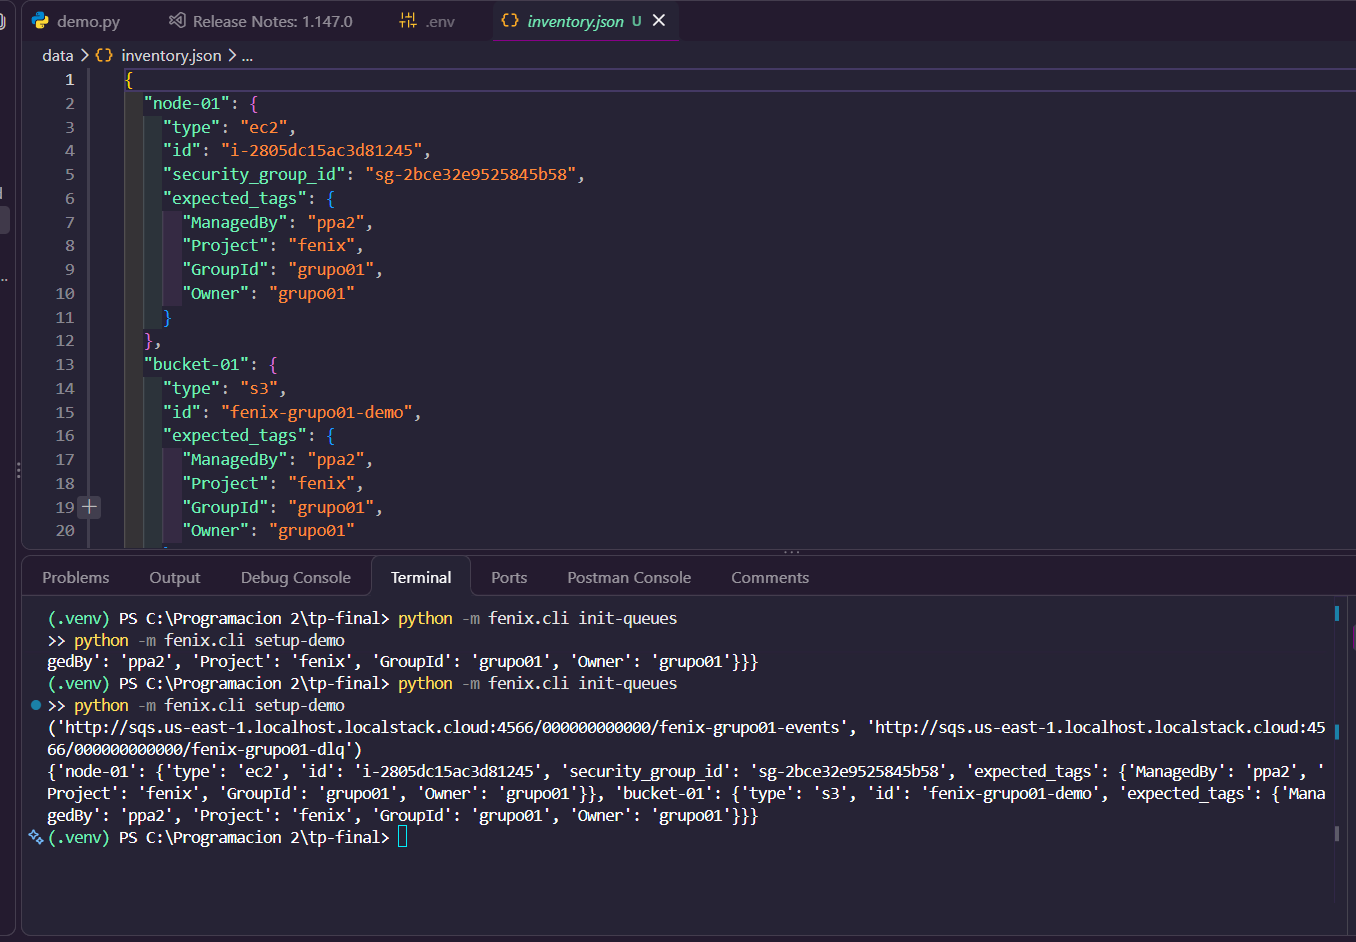 demo.py Release Notes: 1.147.0 .env {} inventory.json U ×
data > {} inventory.json > ...
1 {
2 "node-01": {
3 "type": "ec2",
4 "id": "i-2805dc15ac3d81245",
5 "security_group_id": "sg-2bce32e9525845b58",
6 "expected_tags": {
7 "ManagedBy": "ppa2",
8 "Project": "fenix",
9 "GroupId": "grupo01",
10 "Owner": "grupo01"
11 }
12 },
13 "bucket-01": {
14 "type": "s3",
15 "id": "fenix-grupo01-demo",
16 "expected_tags": {
17 "ManagedBy": "ppa2",
18 "Project": "fenix",
19 "GroupId": "grupo01",
20 "Owner": "grupo01"
Problems Output Debug Console Terminal Ports Postman Console Comments
(.venv) PS C:\Programacion 2\tp-final> python -m fenix.cli init-queues
>> python -m fenix.cli setup-demo
gedBy': 'ppa2', 'Project': 'fenix', 'GroupId': 'grupo01', 'Owner': 'grupo01'}}}
(.venv) PS C:\Programacion 2\tp-final> python -m fenix.cli init-queues
>> python -m fenix.cli setup-demo
('http://sqs.us-east-1.localhost.localstack.cloud:4566/000000000000/fenix-grupo01-events', 'http://sqs.us-east-1.localhost.localstack.cloud:45
66/000000000000/fenix-grupo01-dlq')
{'node-01': {'type': 'ec2', 'id': 'i-2805dc15ac3d81245', 'security_group_id': 'sg-2bce32e9525845b58', 'expected_tags': {'ManagedBy': 'ppa2', '
Project': 'fenix', 'GroupId': 'grupo01', 'Owner': 'grupo01'}}, 'bucket-01': {'type': 's3', 'id': 'fenix-grupo01-demo', 'expected_tags': {'Mana
gedBy': 'ppa2', 'Project': 'fenix', 'GroupId': 'grupo01', 'Owner': 'grupo01'}}}
(.venv) PS C:\Programacion 2\tp-final>